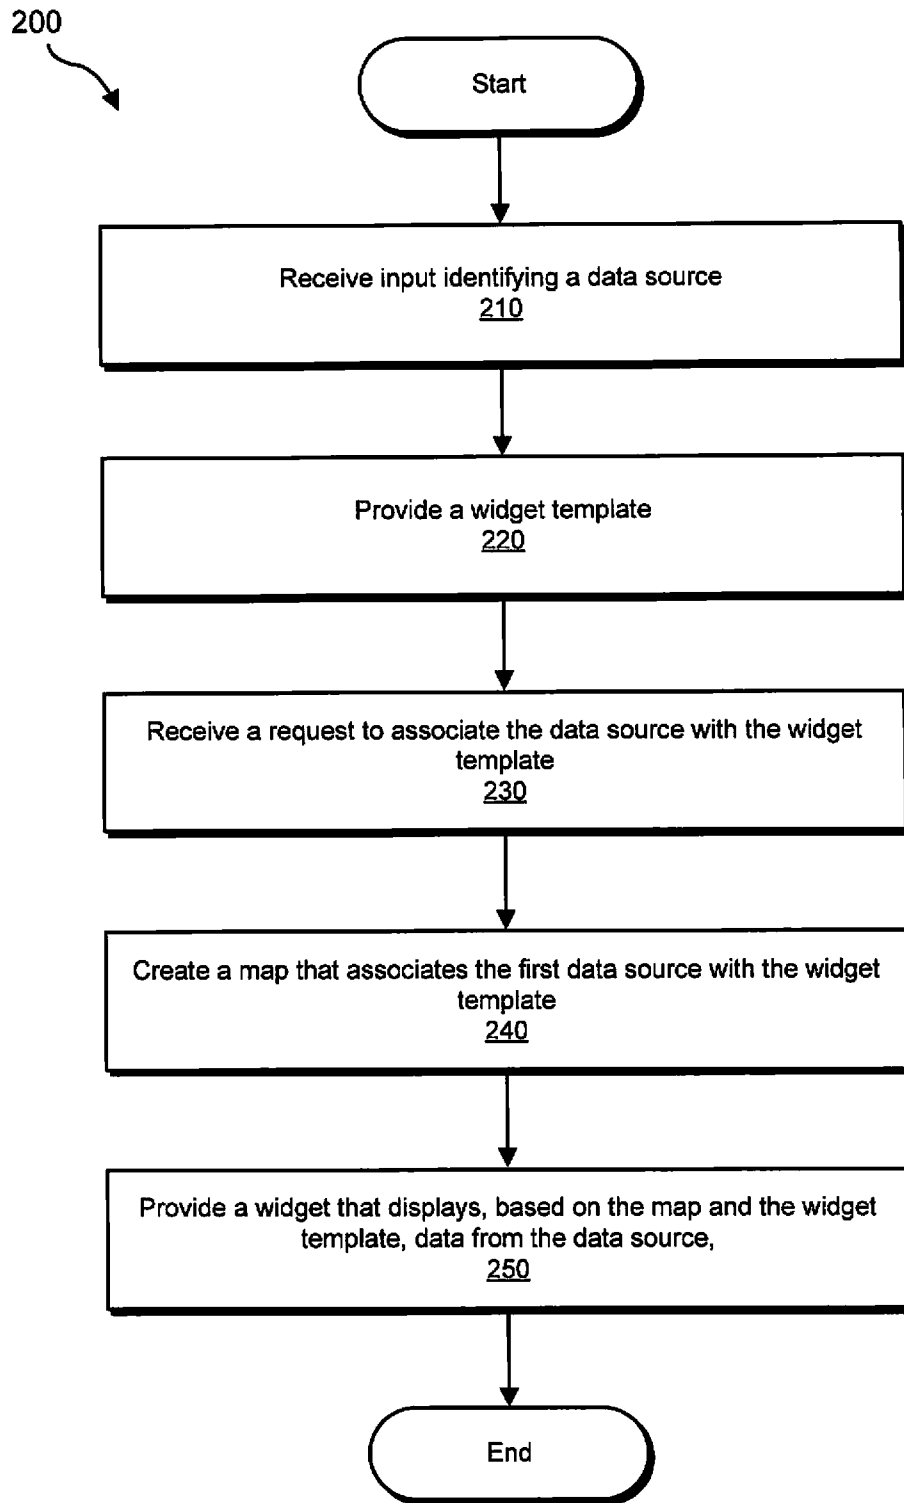 200
Start
Receive input identifying a data source
210
Provide a widget template
220
Receive a request to associate the data source with the widget
template
230
Create a map that associates the first data source with the widget
template
240
Provide a widget that displays, based on the map and the widget
template, data from the data source,
250
End